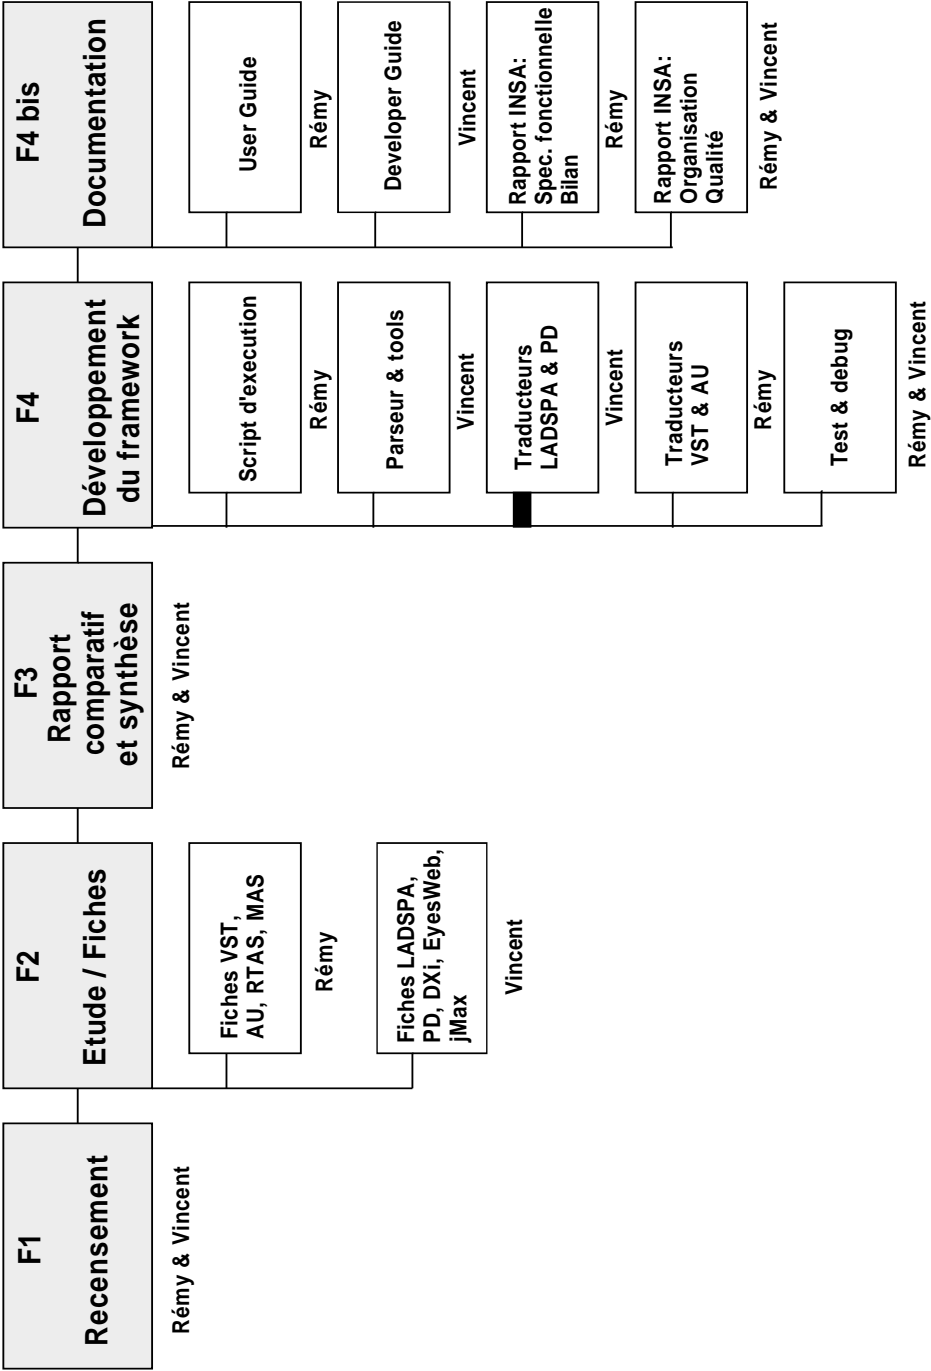 F1
Recensement
Rémy & Vincent
F2
Etude / Fiches
Fiches VST,
AU, RTAS, MAS
Rémy
Fiches LADSPA,
PD, DXi, EyesWeb,
jMax
Vincent
F3
Rapport
comparatif
et synthèse
Rémy & Vincent
F4
Développement
du framework
Script d'execution
Rémy
Parseur & tools
Vincent
Traducteurs
LADSPA & PD
Vincent
Traducteurs
VST & AU
Rémy
Test & debug
Rémy & Vincent
F4 bis
Documentation
User Guide
Rémy
Developer Guide
Vincent
Rapport INSA:
Spec. fonctionnelle
Bilan
Rémy
Rapport INSA:
Organisation
Qualité
Rémy & Vincent